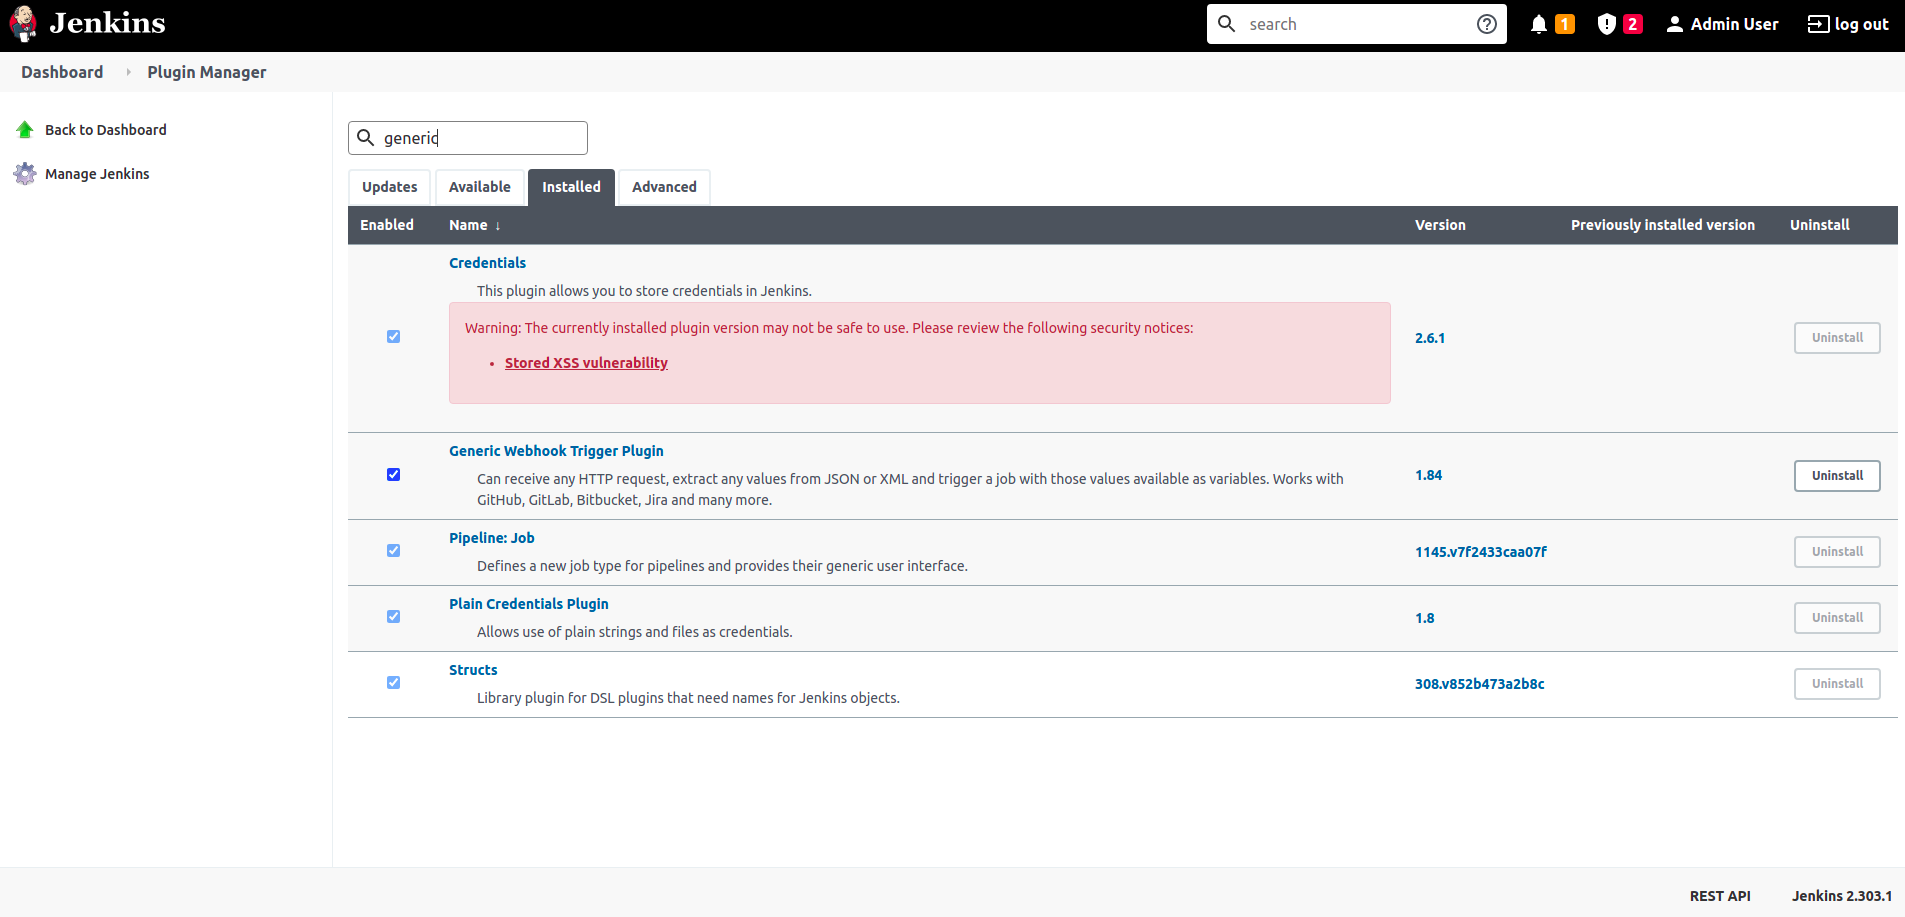 Jenkins
search
1
2
Admin User
log out
Dashboard
Plugin Manager
Back to Dashboard
Manage Jenkins
generic
Updates
Available
Installed
Advanced
Enabled
Name ↓
Version
Previously installed version
Uninstall
Credentials
This plugin allows you to store credentials in Jenkins.
Warning: The currently installed plugin version may not be safe to use. Please review the following security notices:
• Stored XSS vulnerability
2.6.1
Uninstall
Generic Webhook Trigger Plugin
Can receive any HTTP request, extract any values from JSON or XML and trigger a job with those values available as variables. Works with
GitHub, GitLab, Bitbucket, Jira and many more.
1.84
Uninstall
Pipeline: Job
Defines a new job type for pipelines and provides their generic user interface.
1145.v7f2433caa07f
Uninstall
Plain Credentials Plugin
Allows use of plain strings and files as credentials.
1.8
Uninstall
Structs
Library plugin for DSL plugins that need names for Jenkins objects.
308.v852b473a2b8c
Uninstall
REST API
Jenkins 2.303.1